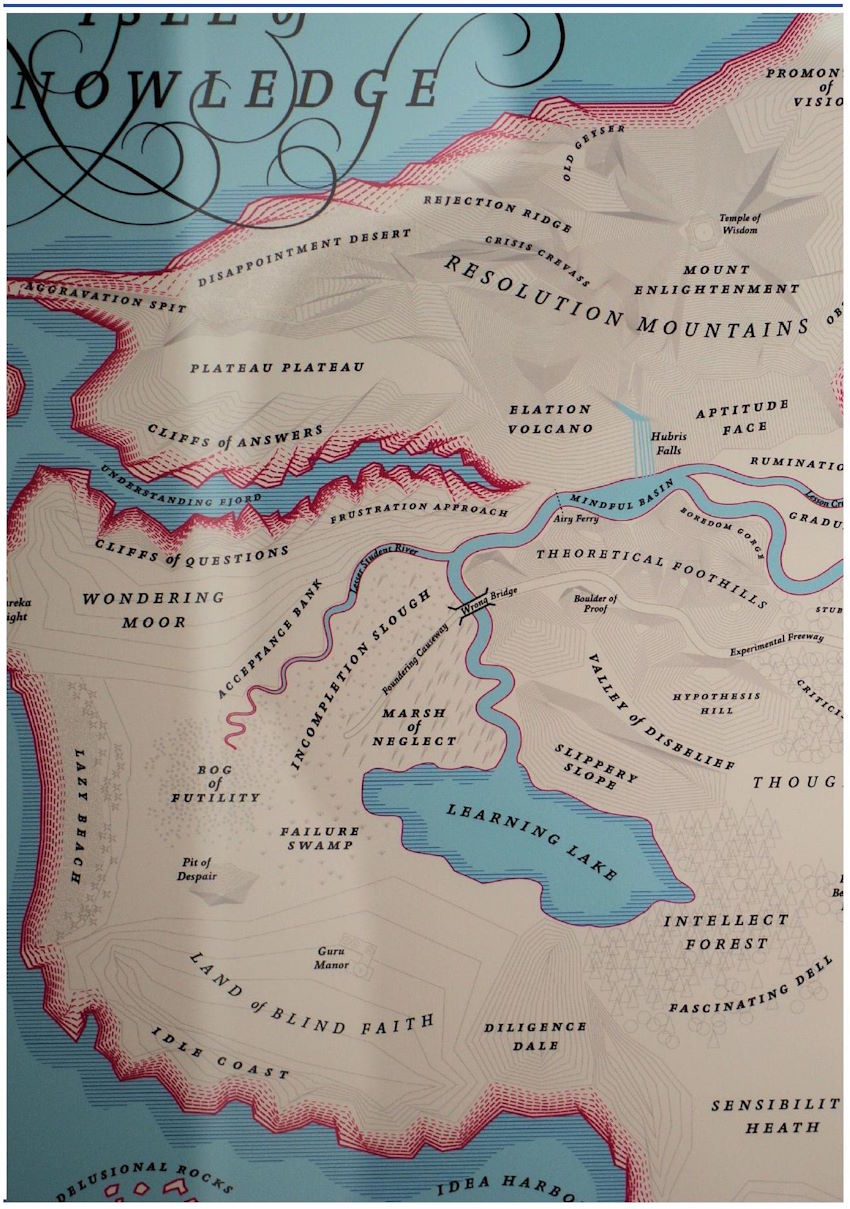 ISLE of
NOWLEDGE
PROMON
of
VISIO
OLD GEYSER
REJECTION RIDGE
Temple of
Wisdom
DISAPPOINTMENT DESERT
CRISIS CREVASS
MOUNT
ENLIGHTENMENT
RESOLUTION MOUNTAINS
OBS
AGGRAVATION SPIT
PLATEAU PLATEAU
ELATION
VOLCANO
APTITUDE
FACE
CLIFFS of ANSWERS
Hubris
Falls
RUMINATIO
UNDERSTANDING FJORD
MINDFUL BASIN
Lesson Cr
FRUSTRATION APPROACH
Airy Ferry
BOREDOM GORGE
GRADU
CLIFFS of QUESTIONS
Lesser Student River
THEORETICAL FOOTHILLS
WONDERING
MOOR
ureka
ight
ACCEPTANCE BANK
INCOMPLETION SLOUGH
Wrong Bridge
Boulder of
Proof
STUB
Foundering Causeway
Experimental Freeway
VALLEY of DISBELIEF
HYPOTHESIS
HILL
CRITICI
MARSH
of
NEGLECT
LAZY BEACH
BOG
of
FUTILITY
SLIPPERY
SLOPE
THOUG
LEARNING LAKE
FAILURE
SWAMP
Pit of
Despair
Be
INTELLECT
FOREST
Guru
Manor
LAND of BLIND FAITH
FASCINATING DELL
DILIGENCE
DALE
IDLE COAST
SENSIBILIT
HEATH
DELUSIONAL ROCKS
IDEA HARBO